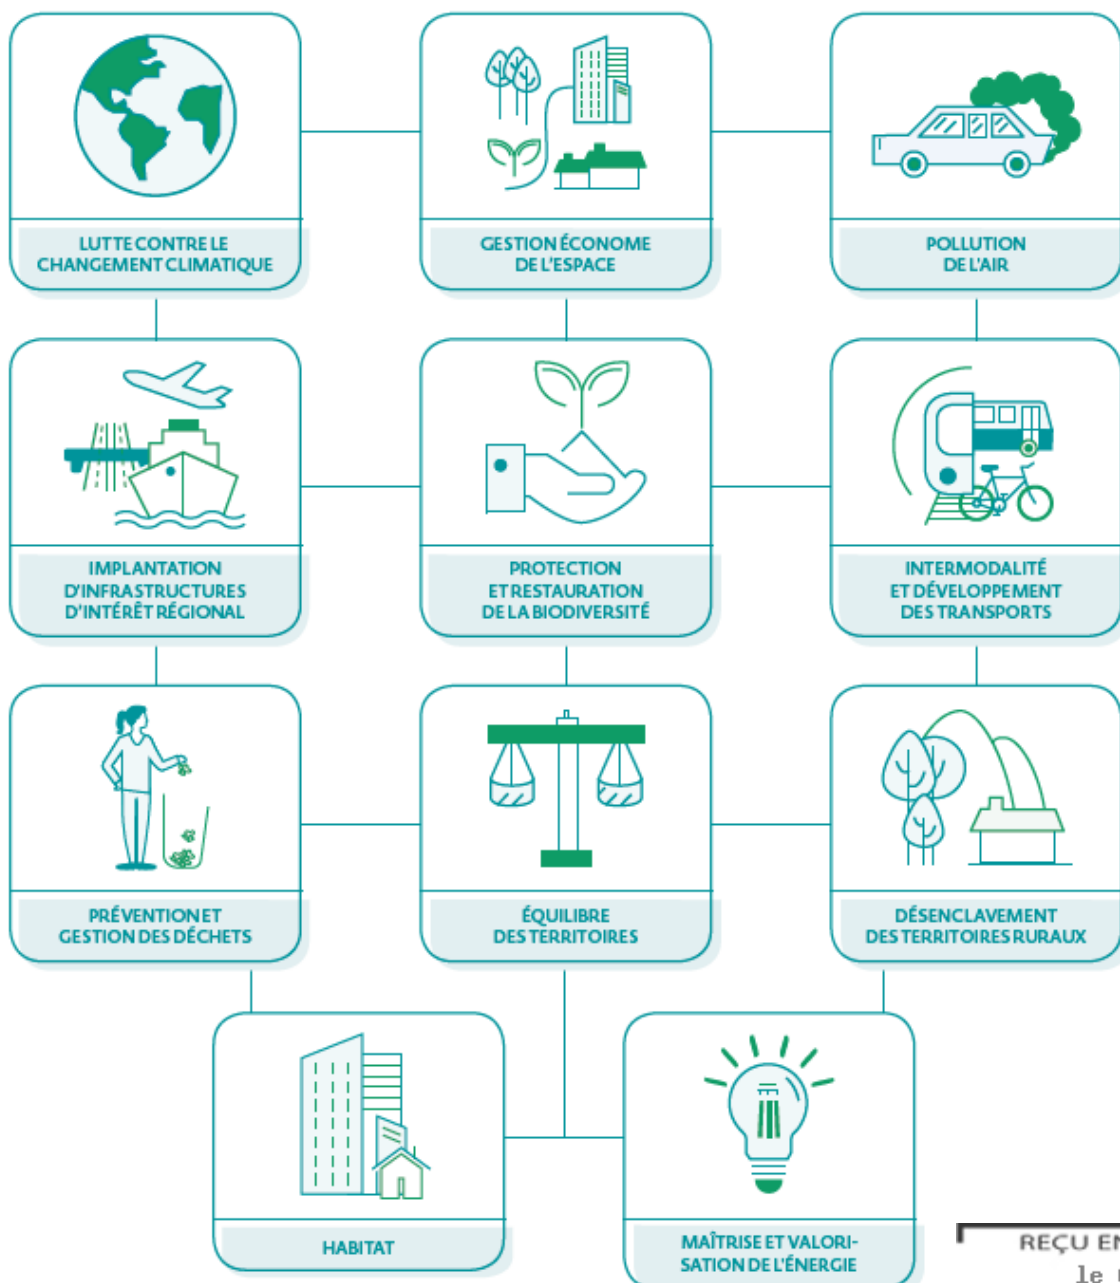 LUTTE CONTRE LE
CHANGEMENT CLIMATIQUE
GESTION ÉCONOME
DE L'ESPACE
POLLUTION
DE L'AIR
IMPLANTATION
D'INFRASTRUCTURES
D'INTÉRÊT RÉGIONAL
PROTECTION
ET RESTAURATION
DE LA BIODIVERSITÉ
INTERMODALITÉ
ET DÉVELOPPEMENT
DES TRANSPORTS
PRÉVENTION ET
GESTION DES DÉCHETS
ÉQUILIBRE
DES TERRITOIRES
DÉSENCLAVEMENT
DES TERRITOIRES RURAUX
HABITAT
MAÎTRISE ET VALORI-
SATION DE L'ÉNERGIE
REÇU EN
le